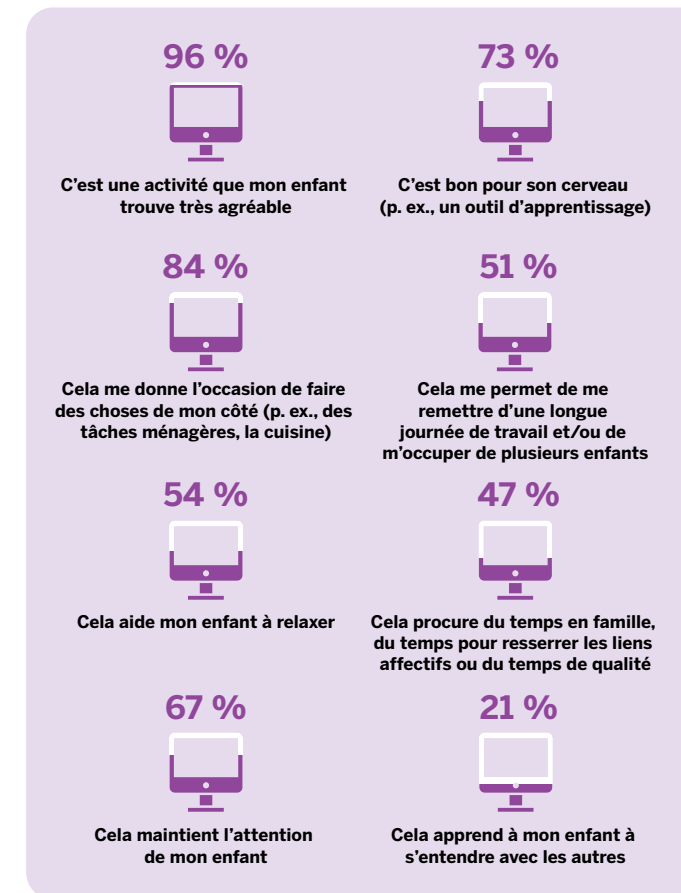 96 %
C’est une activité que mon enfant
trouve très agréable
73 %
C’est bon pour son cerveau
(p. ex., un outil d’apprentissage)
84 %
Cela me donne l’occasion de faire
des choses de mon côté (p. ex., des
tâches ménagères, la cuisine)
51 %
Cela me permet de me
remettre d’une longue
journée de travail et/ou de
m’occuper de plusieurs enfants
54 %
Cela aide mon enfant à relaxer
47 %
Cela procure du temps en famille,
du temps pour resserrer les liens
affectifs ou du temps de qualité
67 %
Cela maintient l’attention
de mon enfant
21 %
Cela apprend à mon enfant à
s’entendre avec les autres